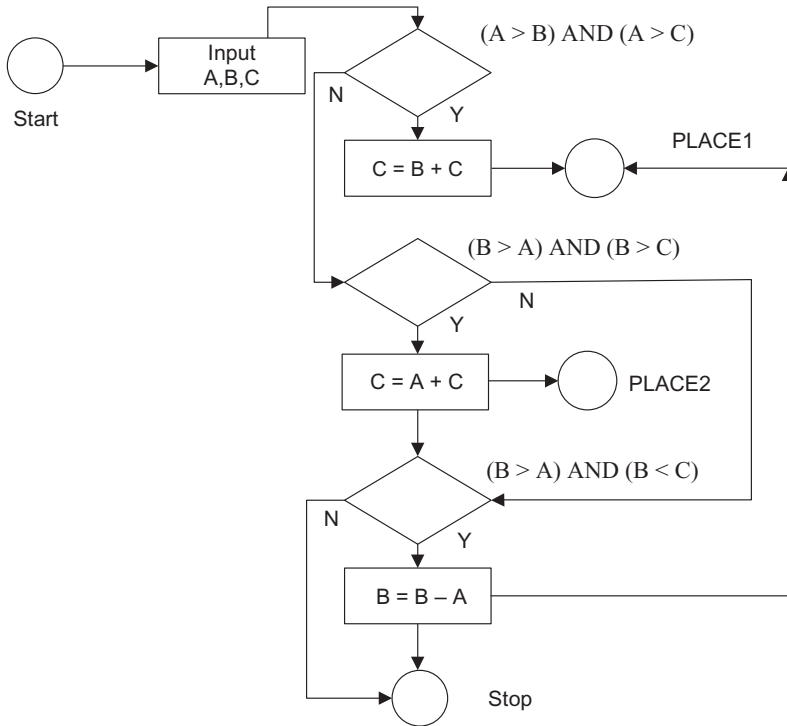 (A > B) AND (A > C)
Input
A,B,C
Start
N
Y
C = B + C
PLACE1
(B > A) AND (B > C)
N
Y
C = A + C
PLACE2
(B > A) AND (B < C)
N
Y
B = B – A
Stop